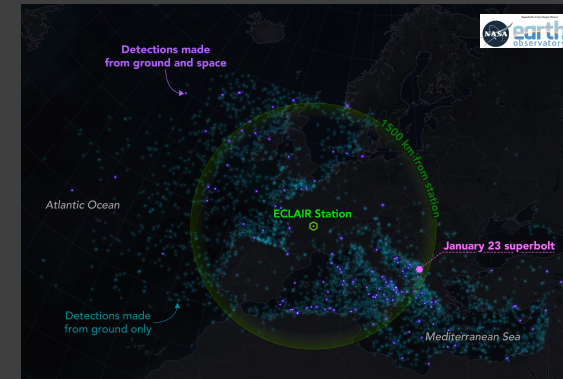 NASA
earth
observatory
Detections made
from ground and space
1500 km from station
Atlantic Ocean
ECLAIR Station
January 23 superbolt
Detections made
from ground only
Mediterranean Sea